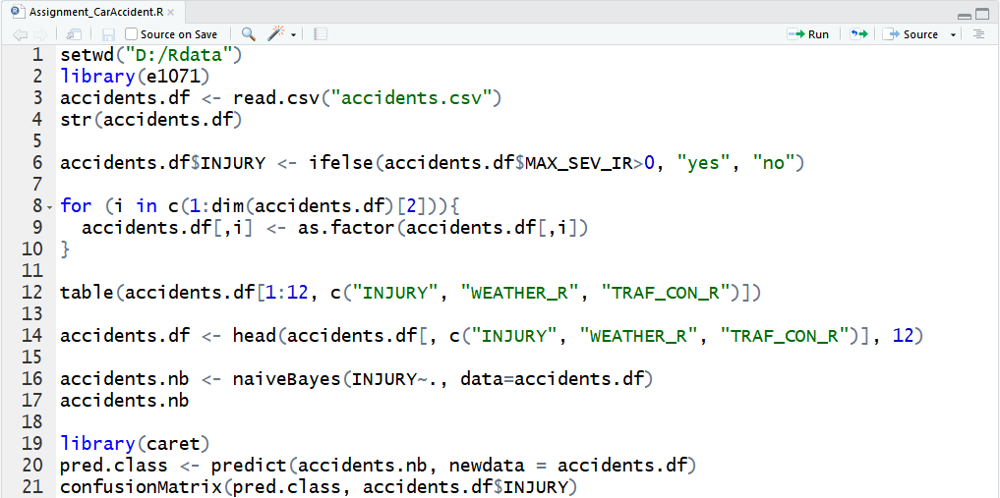 Assignment_CarAccident.R
Source on Save Run Source
1 setwd("D:/Rdata")
2 library(e1071)
3 accidents.df <- read.csv("accidents.csv")
4 str(accidents.df)
5
6 accidents.df$INJURY <- ifelse(accidents.df$MAX_SEV_IR>0, "yes", "no")
7
8 for (i in c(1:dim(accidents.df)[2])){
9   accidents.df[,i] <- as.factor(accidents.df[,i])
10 }
11
12 table(accidents.df[1:12, c("INJURY", "WEATHER_R", "TRAF_CON_R")])
13
14 accidents.df <- head(accidents.df[, c("INJURY", "WEATHER_R", "TRAF_CON_R")], 12)
15
16 accidents.nb <- naiveBayes(INJURY~., data=accidents.df)
17 accidents.nb
18
19 library(caret)
20 pred.class <- predict(accidents.nb, newdata = accidents.df)
21 confusionMatrix(pred.class, accidents.df$INJURY)